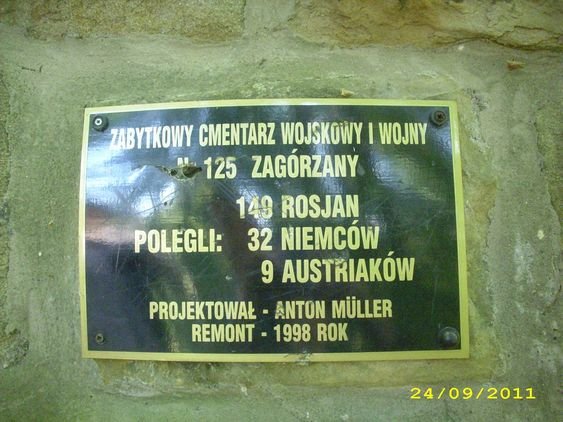 ZABYTKOWY CMENTARZ WOJSKOWY I WOJNY
Nr 125 ZAGÓRZANY
149 ROSJAN
POLEGLI: 32 NIEMCÓW
9 AUSTRIAKÓW
PROJEKTOWAŁ - ANTON MÜLLER
REMONT - 1998 ROK
24/09/2011